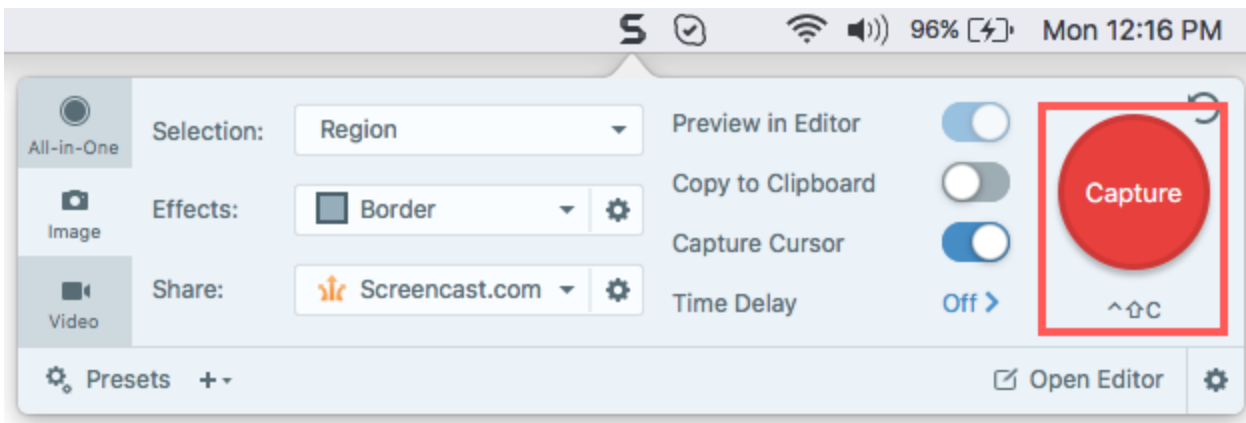 S 96% Mon 12:16 PM
All-in-One
Image
Video
Selection: Region
Effects: Border
Share: Screencast.com
Preview in Editor
Copy to Clipboard
Capture Cursor
Time Delay Off >
Capture
^⇧C
Presets +
Open Editor